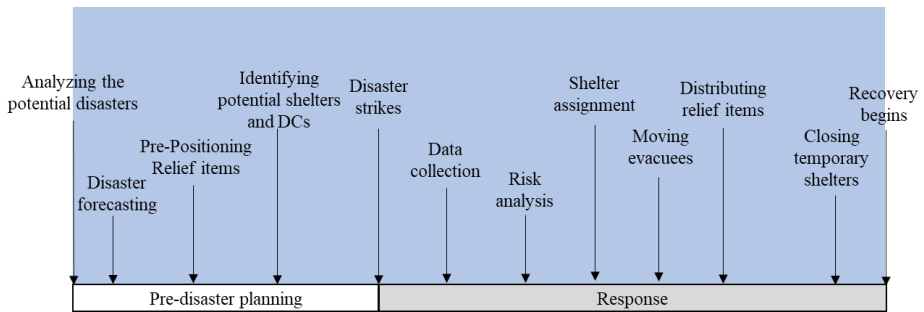 Analyzing the
potential disasters
Disaster
forecasting
Pre-Positioning
Relief items
Identifying
potential shelters
and DCs
Disaster
strikes
Data
collection
Risk
analysis
Shelter
assignment
Moving
evacuees
Distributing
relief items
Closing
temporary
shelters
Recovery
begins
Pre-disaster planning
Response